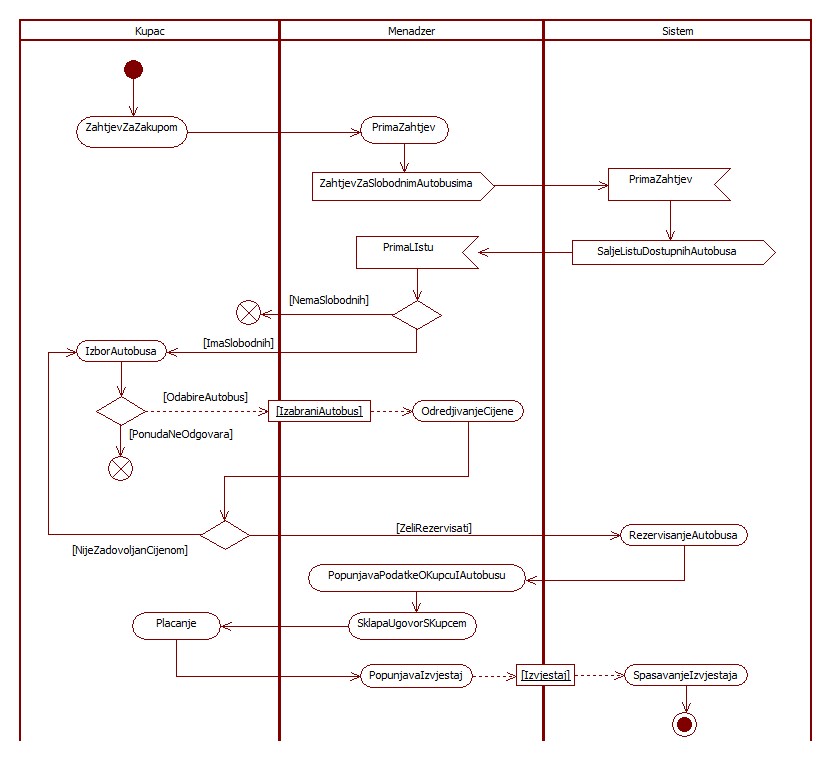 Kupac
Menadzer
Sistem
ZahtjevZaZakupom
PrimaZahtjev
ZahtjevZaSlobodnimAutobusima
PrimaZahtjev
PrimaLIstu
SaljeListuDostupnihAutobusa
[NemaSlobodnih]
[ImaSlobodnih]
IzborAutobusa
[OdabireAutobus]
[IzabraniAutobus]
OdredjivanjeCijene
[PonudaNeOdgovara]
[ZeliRezervisati]
RezervisanjeAutobusa
[NijeZadovoljanCijenom]
PopunjavaPodatkeOKupcuIAutobusu
Placanje
SklapaUgovorSKupcem
PopunjavaIzvjestaj
[Izvjestaj]
SpasavanjeIzvjestaja